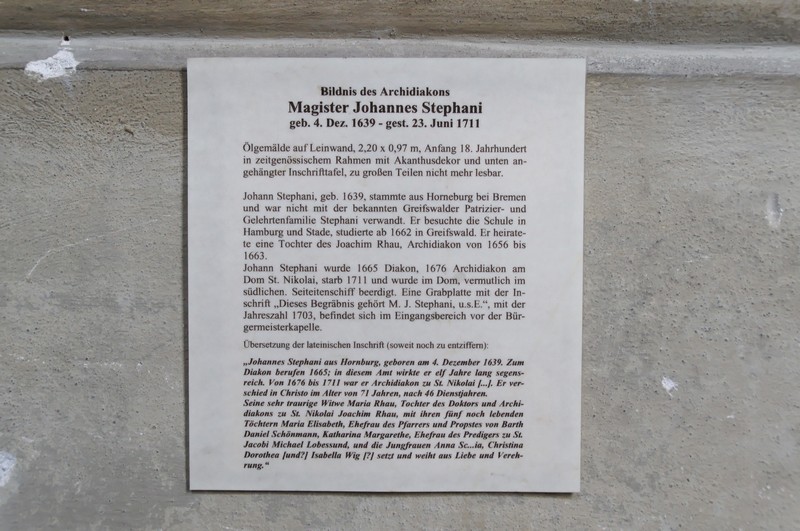 Bildnis des Archidiakons
Magister Johannes Stephani
geb. 4. Dez. 1639 - gest. 23. Juni 1711
Ölgemälde auf Leinwand, 2,20 x 0,97 m, Anfang 18. Jahrhundert
in zeitgenössischem Rahmen mit Akanthusdekor und unten an-
gehängter Inschrifttafel, zu großen Teilen nicht mehr lesbar.
Johann Stephani, geb. 1639, stammte aus Horneburg bei Bremen
und war nicht mit der bekannten Greifswalder Patrizier- und
Gelehrtenfamilie Stephani verwandt. Er besuchte die Schule in
Hamburg und Stade, studierte ab 1662 in Greifswald. Er heirate-
te eine Tochter des Joachim Rhau, Archidiakon von 1656 bis
1663.
Johann Stephani wurde 1665 Diakon, 1676 Archidiakon am
Dom St. Nikolai, starb 1711 und wurde im Dom, vermutlich im
südlichen. Seiteitenschiff beerdigt. Eine Grabplatte mit der In-
schrift „Dieses Begräbnis gehört M. J. Stephani, u.s.E.“, mit der
Jahreszahl 1703, befindet sich im Eingangsbereich vor der Bür-
germeisterkapelle.
Übersetzung der lateinischen Inschrift (soweit noch zu entziffern):
„Johannes Stephani aus Hornburg, geboren am 4. Dezember 1639. Zum
Diakon berufen 1665; in diesem Amt wirkte er elf Jahre lang segens-
reich. Von 1676 bis 1711 war er Archidiakon zu St. Nikolai [...]. Er ver-
schied in Christo im Alter von 71 Jahren, nach 46 Dienstjahren.
Seine sehr traurige Witwe Maria Rhau, Tochter des Doktors und Archi-
diakons zu St. Nikolai Joachim Rhau, mit ihren fünf noch lebenden
Töchtern Maria Elisabeth, Ehefrau des Pfarrers und Propstes von Barth
Daniel Schönmann, Katharina Margarethe, Ehefrau des Predigers zu St.
Jacobi Michael Lobessund, und die Jungfrauen Anna Sc...ia, Christina
Dorothea [und?] Isabella Wig [?] setzt und weiht aus Liebe und Vereh-
rung.“